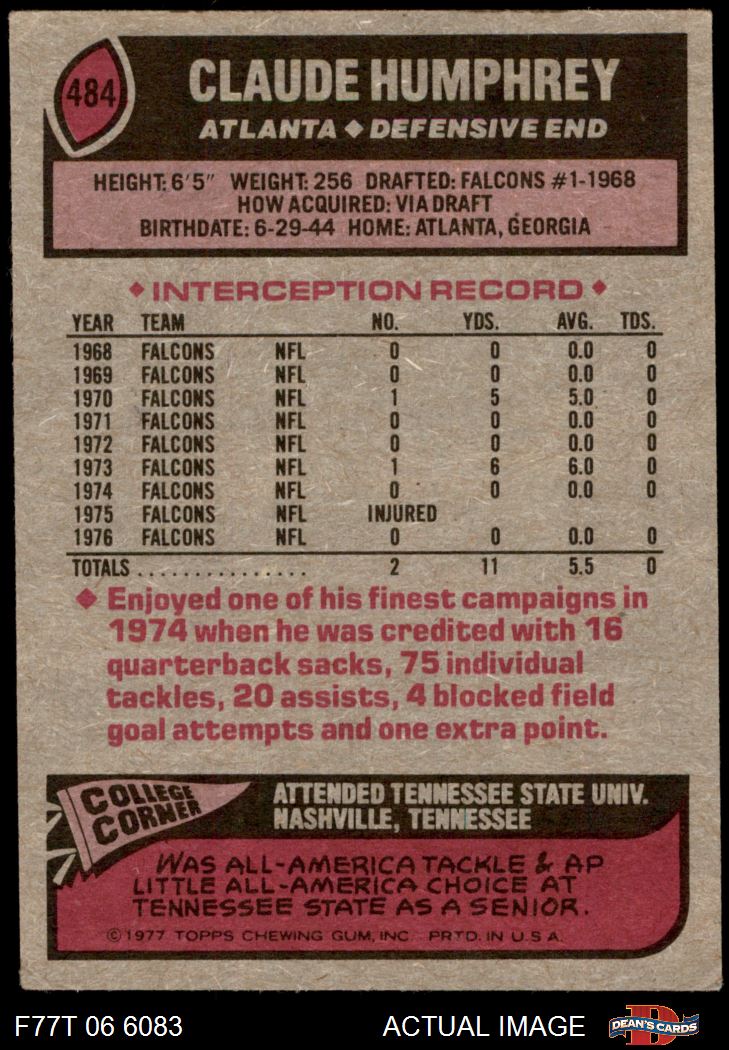 484
CLAUDE HUMPHREY
ATLANTA ◆ DEFENSIVE END
HEIGHT: 6'5" WEIGHT: 256 DRAFTED: FALCONS #1-1968
HOW ACQUIRED: VIA DRAFT
BIRTHDATE: 6-29-44 HOME: ATLANTA, GEORGIA
◆ INTERCEPTION RECORD ◆
YEAR TEAM NO. YDS. AVG. TDS.
1968 FALCONS NFL 0 0 0.0 0
1969 FALCONS NFL 0 0 0.0 0
1970 FALCONS NFL 1 5 5.0 0
1971 FALCONS NFL 0 0 0.0 0
1972 FALCONS NFL 0 0 0.0 0
1973 FALCONS NFL 1 6 6.0 0
1974 FALCONS NFL 0 0 0.0 0
1975 FALCONS NFL INJURED
1976 FALCONS NFL 0 0 0.0 0
TOTALS ................ 2 11 5.5 0
◆ Enjoyed one of his finest campaigns in
1974 when he was credited with 16
quarterback sacks, 75 individual
tackles, 20 assists, 4 blocked field
goal attempts and one extra point.
COLLEGE
CORNER
ATTENDED TENNESSEE STATE UNIV.
NASHVILLE, TENNESSEE
WAS ALL-AMERICA TACKLE & AP
LITTLE ALL-AMERICA CHOICE AT
TENNESSEE STATE AS A SENIOR.
© 1977 TOPPS CHEWING GUM, INC. PRTD. IN U.S.A.
F77T 06 6083 ACTUAL IMAGE DEAN'S CARDS